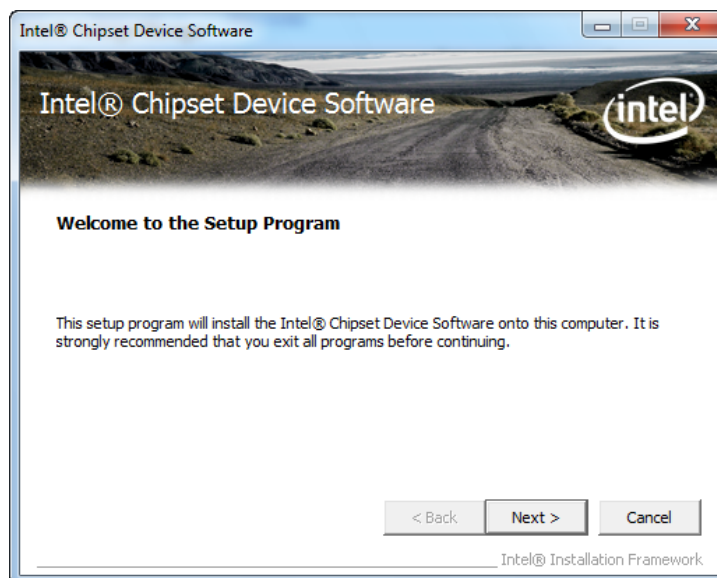 Intel® Chipset Device Software
Intel® Chipset Device Software
intel
Welcome to the Setup Program
This setup program will install the Intel® Chipset Device Software onto this computer. It is
strongly recommended that you exit all programs before continuing.
< Back Next > Cancel
Intel® Installation Framework